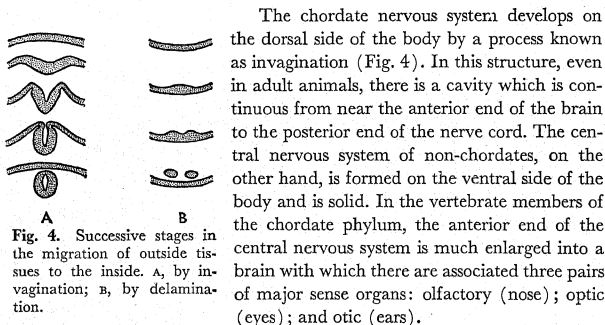 The chordate nervous system develops on
the dorsal side of the body by a process known
as invagination (Fig. 4). In this structure, even
in adult animals, there is a cavity which is con-
tinuous from near the anterior end of the brain
to the posterior end of the nerve cord. The cen-
tral nervous system of non-chordates, on the
other hand, is formed on the ventral side of the
body and is solid. In the vertebrate members of
the chordate phylum, the anterior end of the
central nervous system is much enlarged into a
brain with which there are associated three pairs
of major sense organs: olfactory (nose); optic
(eyes); and otic (ears).
A B
Fig. 4. Successive stages in
the migration of outside tis-
sues to the inside. A, by in-
vagination; B, by delamina-
tion.